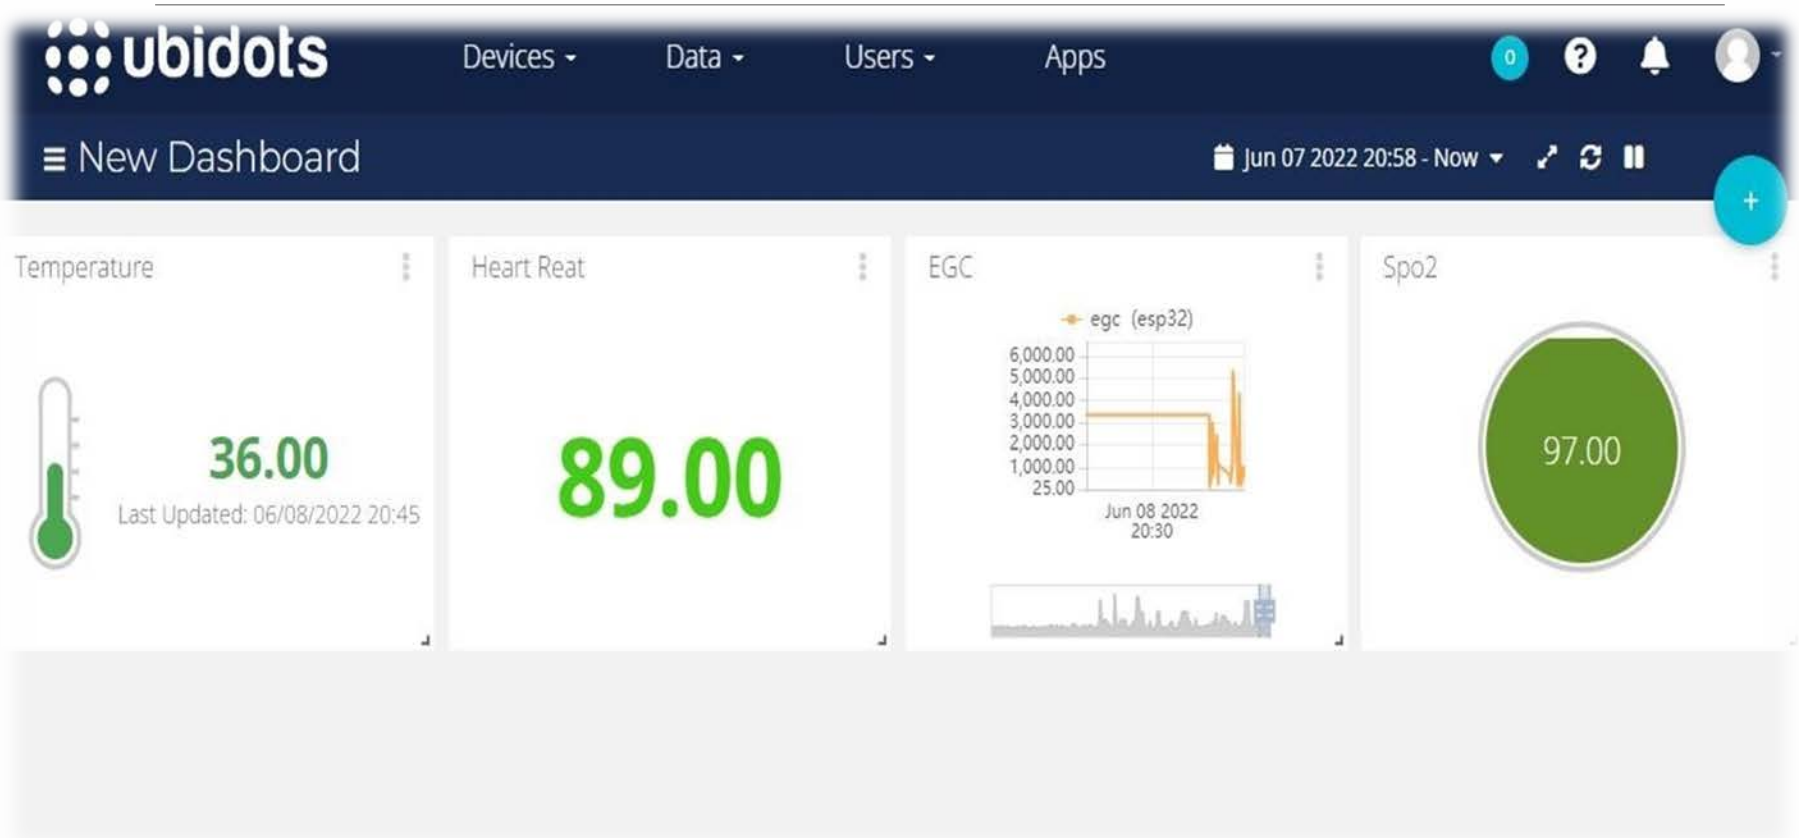 ubidots
Devices
Data
Users
Apps
0
?
New Dashboard
Jun 07 2022 20:58 - Now
+
Temperature
36.00
Last Updated: 06/08/2022 20:45
Heart Reat
89.00
EGC
egc (esp32)
6,000.00
5,000.00
4,000.00
3,000.00
2,000.00
1,000.00
25.00
Jun 08 2022
20:30
Spo2
97.00